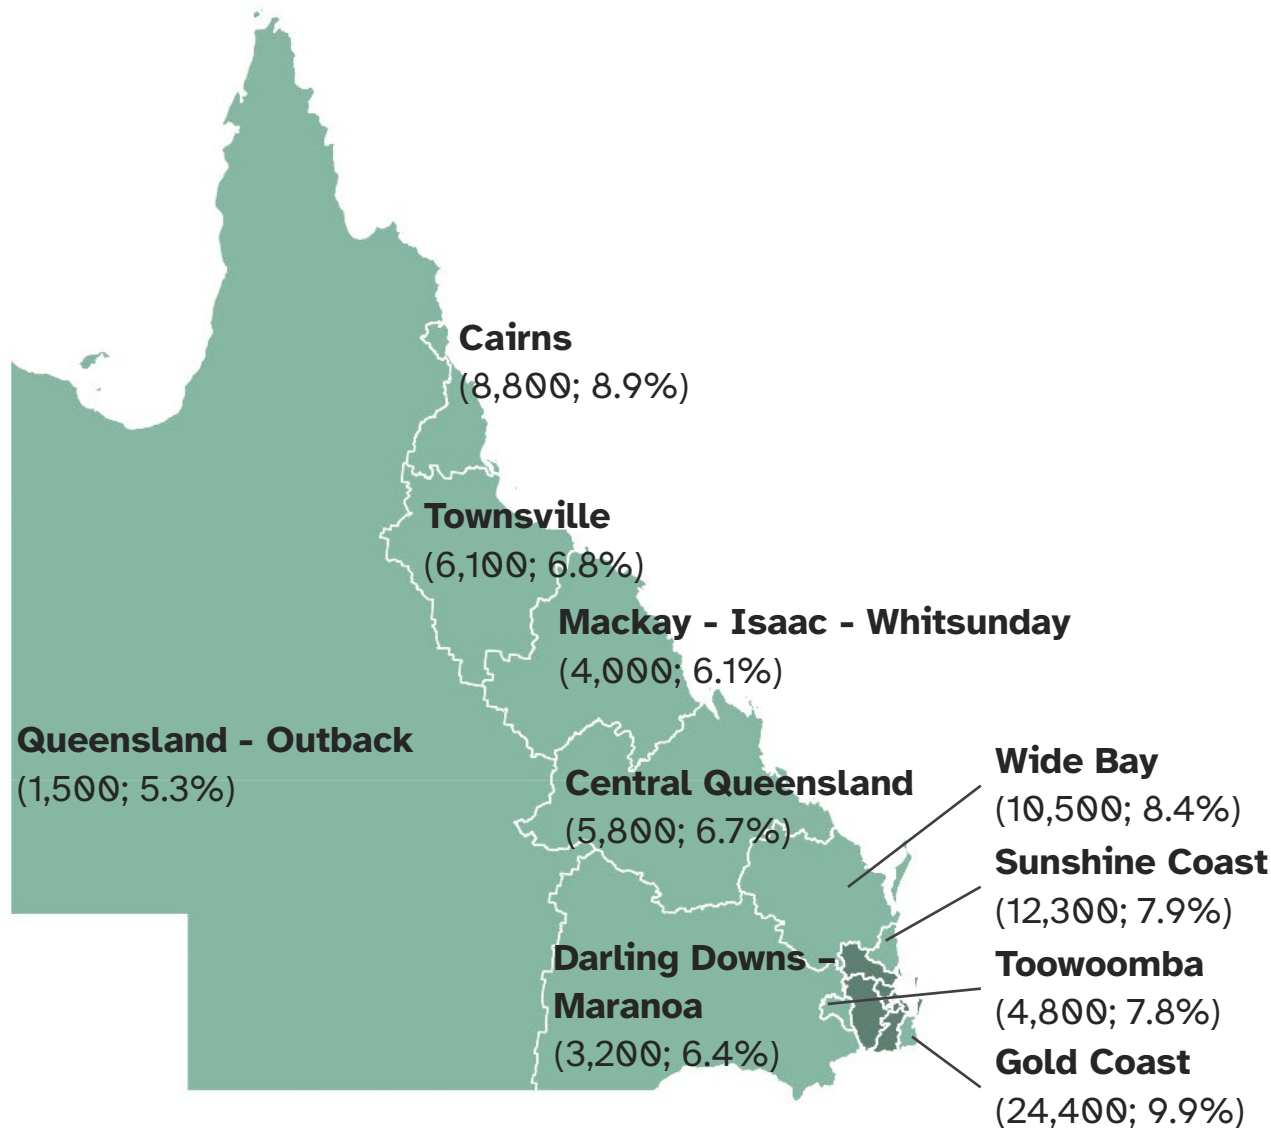 Cairns
(8,800; 8.9%)
Townsville
(6,100; 6.8%)
Mackay - Isaac - Whitsunday
(4,000; 6.1%)
Queensland - Outback
(1,500; 5.3%)
Central Queensland
(5,800; 6.7%)
Wide Bay
(10,500; 8.4%)
Sunshine Coast
(12,300; 7.9%)
Darling Downs –
Maranoa
(3,200; 6.4%)
Toowoomba
(4,800; 7.8%)
Gold Coast
(24,400; 9.9%)